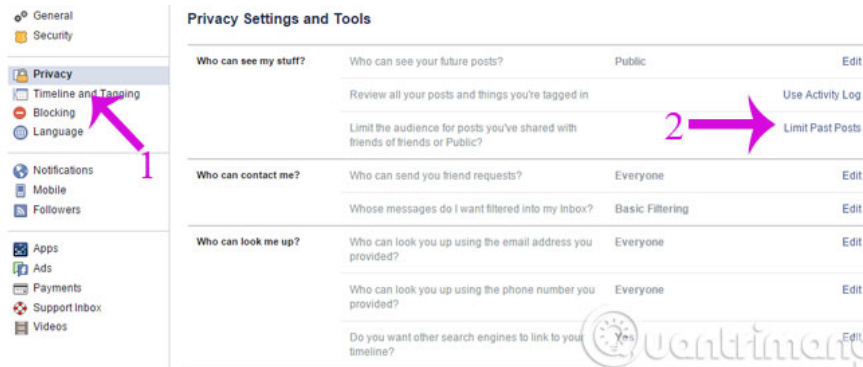 General
Security
Privacy
Timeline and Tagging
Blocking
Language
Notifications
Mobile
Followers
Apps
Ads
Payments
Support Inbox
Videos
1
Privacy Settings and Tools
Who can see my stuff? Who can see your future posts? Public Edit
Review all your posts and things you're tagged in Use Activity Log
Limit the audience for posts you've shared with
friends of friends or Public? 2 Limit Past Posts
Who can contact me? Who can send you friend requests? Everyone Edit
Whose messages do I want filtered into my Inbox? Basic Filtering Edit
Who can look me up? Who can look you up using the email address you
provided? Everyone Edit
Who can look you up using the phone number you
provided? Everyone Edit
Do you want other search engines to link to your
timeline? Yes Edit
Quantrimang